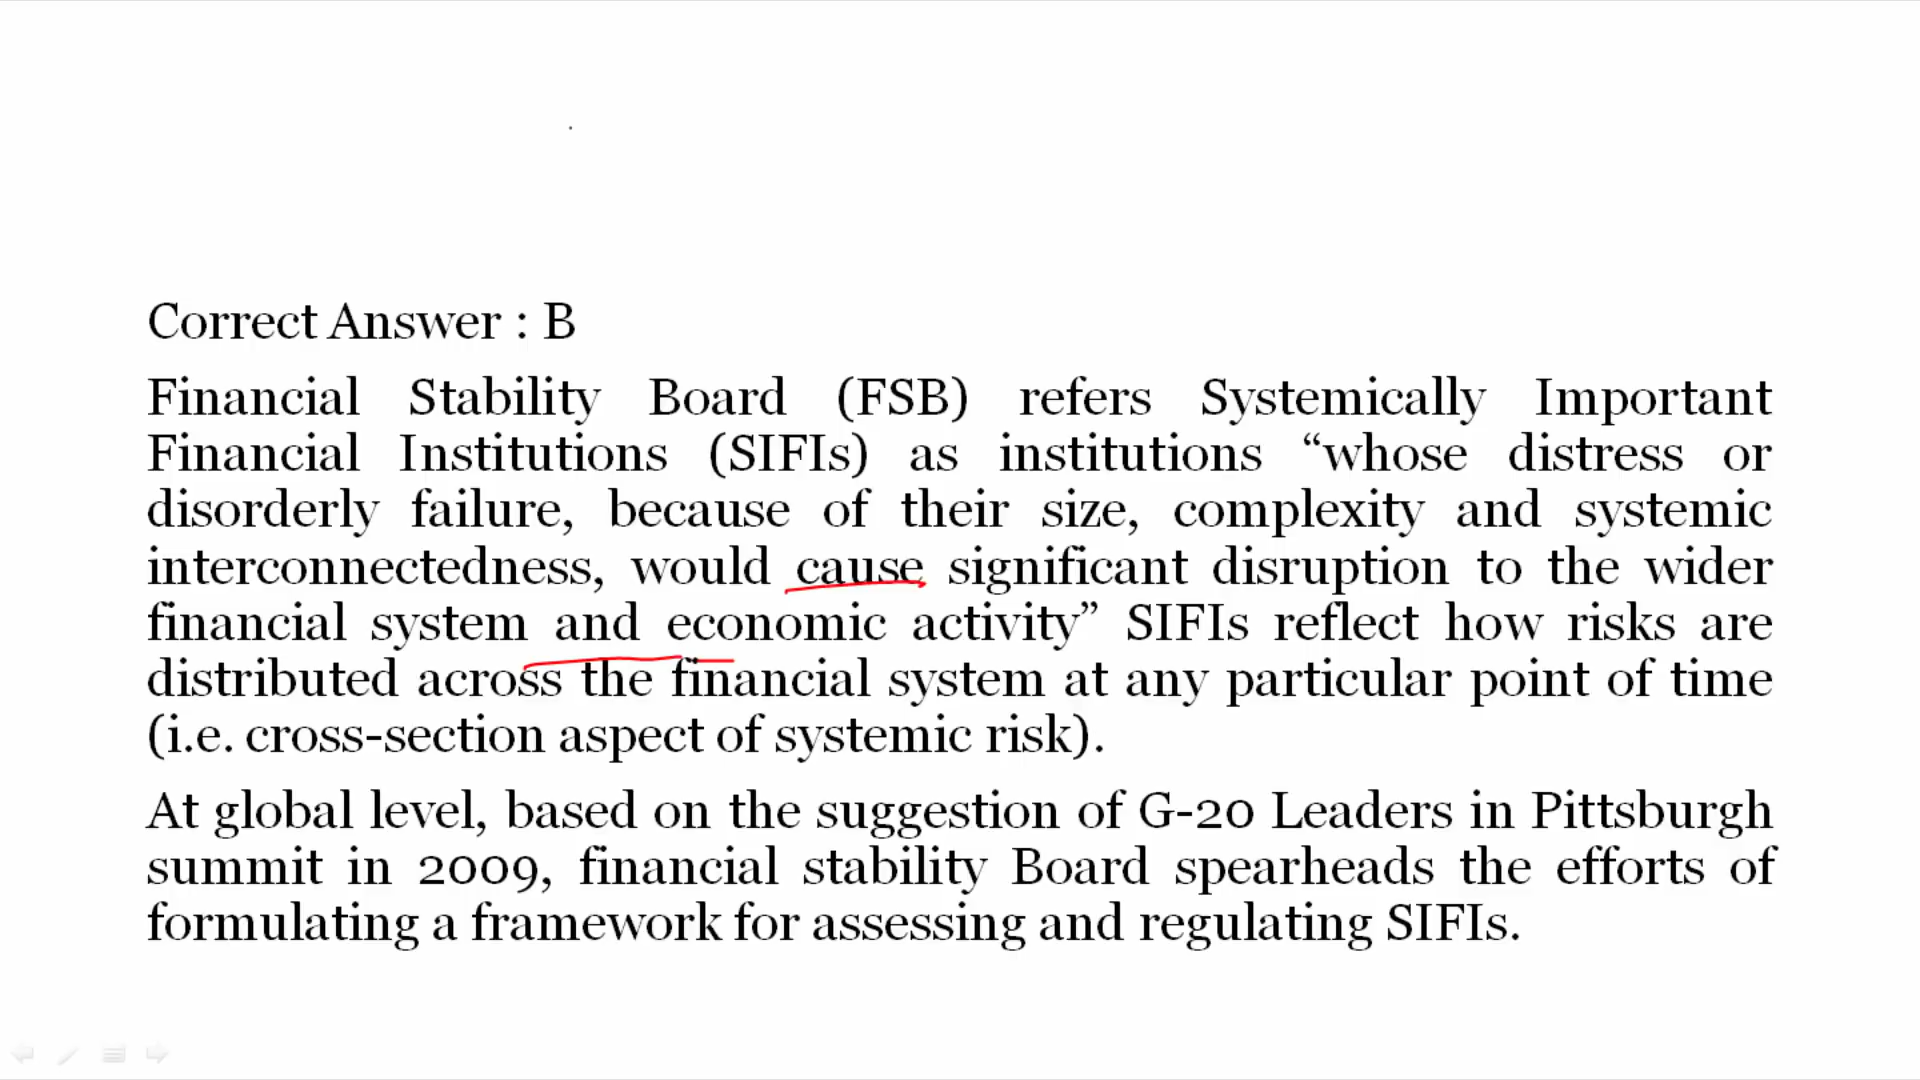 Correct Answer : B
Financial Stability Board (FSB) refers Systemically Important
Financial Institutions (SIFIs) as institutions “whose distress or
disorderly failure, because of their size, complexity and systemic
interconnectedness, would cause significant disruption to the wider
financial system and economic activity” SIFIs reflect how risks are
distributed across the financial system at any particular point of time
(i.e. cross-section aspect of systemic risk).
At global level, based on the suggestion of G-20 Leaders in Pittsburgh
summit in 2009, financial stability Board spearheads the efforts of
formulating a framework for assessing and regulating SIFIs.